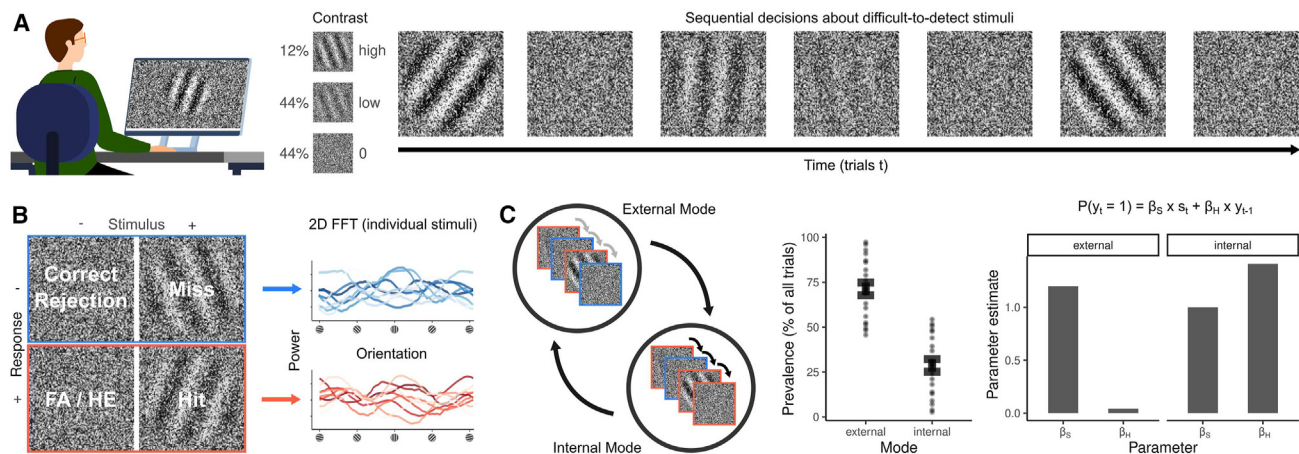 A
Contrast
12% high
44% low
44% 0
Sequential decisions about difficult-to-detect stimuli
Time (trials t)
B
- Stimulus +
Response
-
+
Correct
Rejection
Miss
FA / HE
Hit
2D FFT (individual stimuli)
Power
Orientation
C
External Mode
Internal Mode
Prevalence (% of all trials)
100
75
50
25
0
external internal
Mode
P(yₜ = 1) = βS x sₜ + βH x yₜ₋₁
external internal
Parameter estimate
1.0
0.5
0.0
βS βH βS βH
Parameter